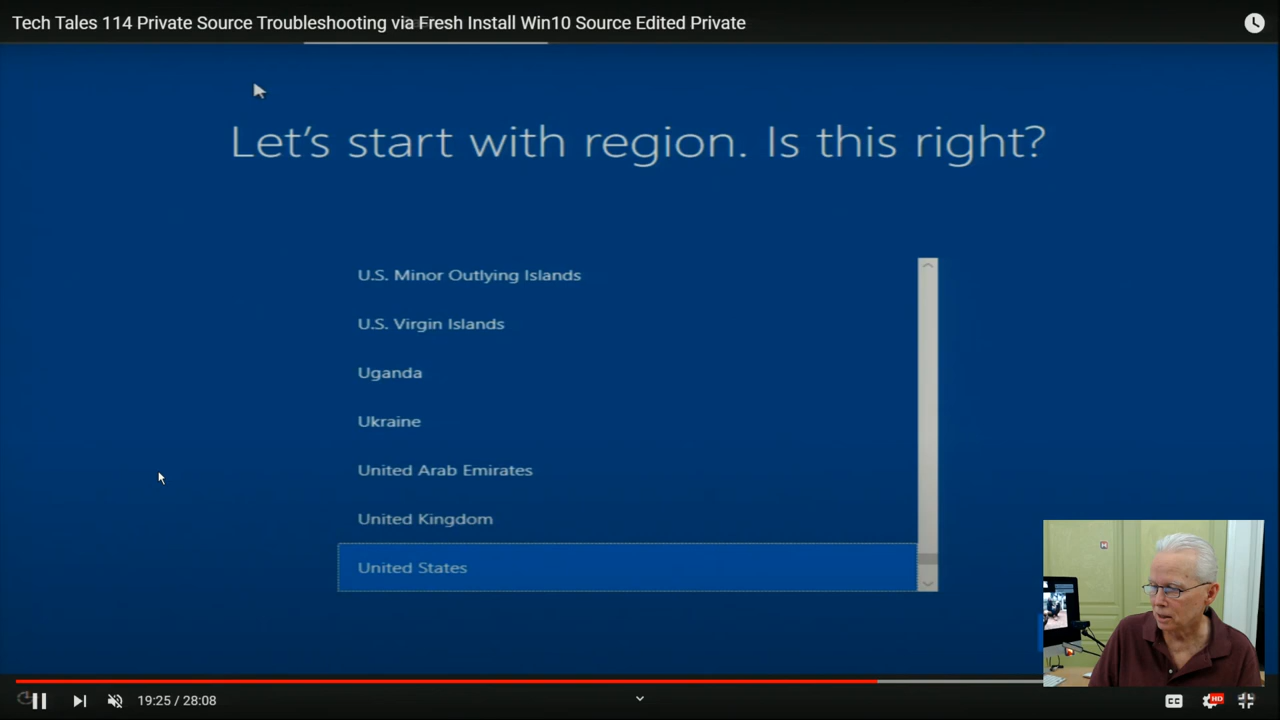 Tech Tales 114 Private Source Troubleshooting via Fresh Install Win10 Source Edited Private
Let's start with region. Is this right?
U.S. Minor Outlying Islands
U.S. Virgin Islands
Uganda
Ukraine
United Arab Emirates
United Kingdom
United States
19:25 / 28:08
CC
HD